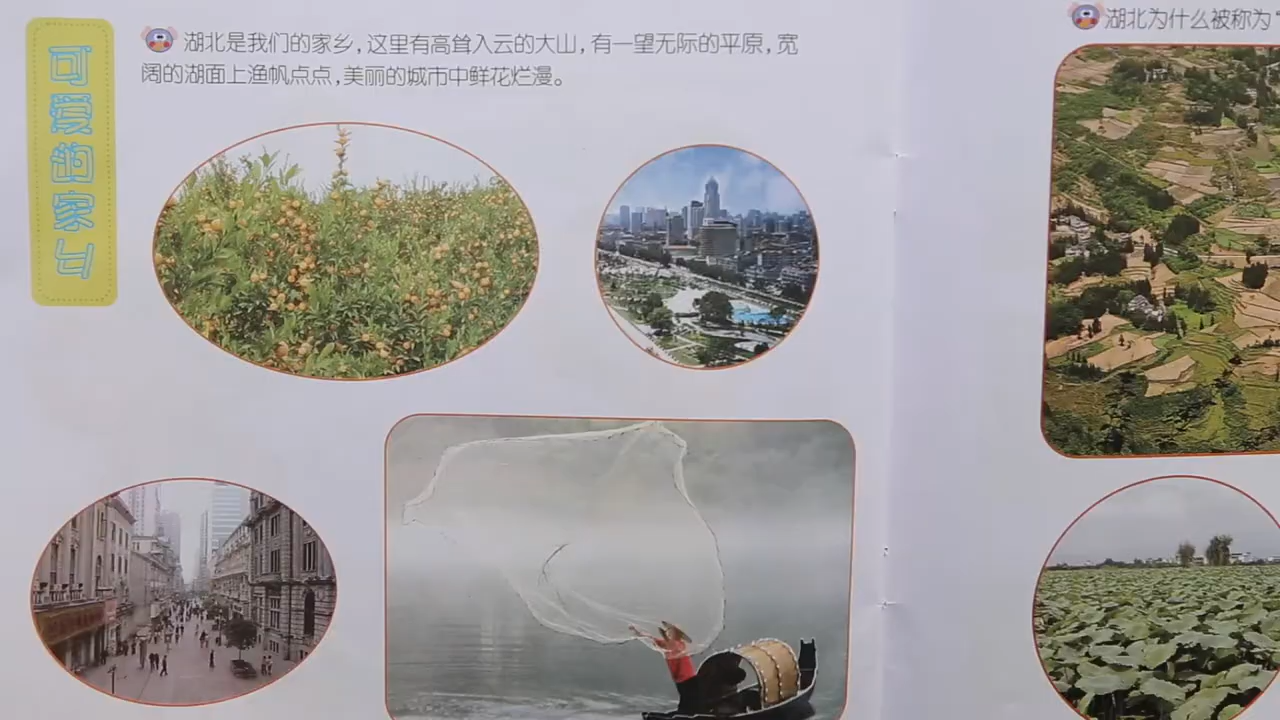 可爱的家乡
湖北是我们的家乡,这里有高耸入云的大山,有一望无际的平原,宽
阔的湖面上渔帆点点,美丽的城市中鲜花烂漫。
湖北为什么被称为“